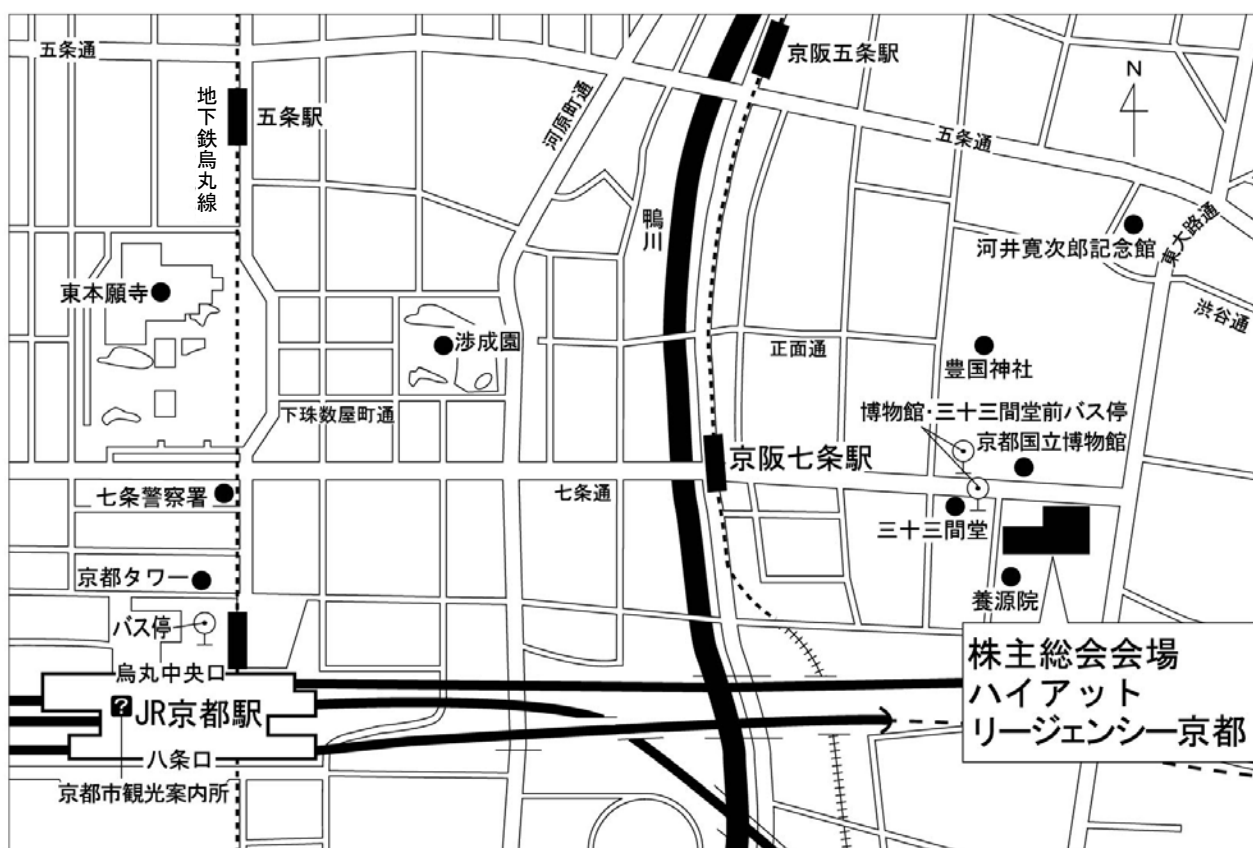 五条通
京阪五条駅
N
地下鉄烏丸線
五条駅
河原町通
五条通
鴨川
河井寛次郎記念館
東大路通
東本願寺
渋谷通
渉成園
正面通
豊国神社
下珠数屋町通
博物館・三十三間堂前バス停
京都国立博物館
京阪七条駅
七条警察署
七条通
三十三間堂
京都タワー
養源院
バス停
烏丸中央口
?
JR京都駅
八条口
京都市観光案内所
株主総会会場
ハイアット
リージェンシー京都